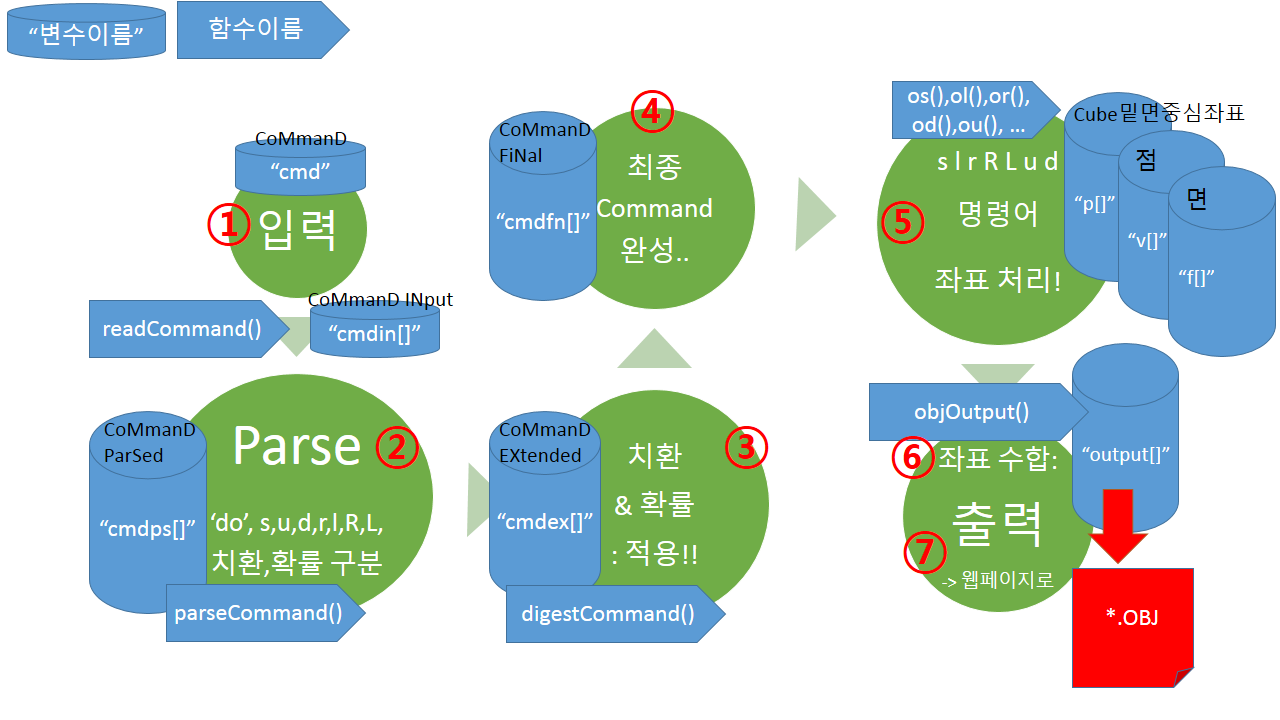 “변수이름”
함수이름
CoMmanD
“cmd”
①
입력
readCommand()
CoMmanD INput
“cmdin[]”
CoMmanD
ParSed
“cmdps[]”
Parse
②
‘do’, s,u,d,r,l,R,L,
치환,확률 구분
parseCommand()
CoMmanD
EXtended
“cmdex[]”
③
치환
& 확률
: 적용!!
digestCommand()
CoMmanD
FiNal
“cmdfn[]”
④
최종
Command
완성..
os(),ol(),or(),
od(),ou(), ...
s l r R L u d
⑤
명령어
좌표 처리!
Cube밑면중심좌표
“p[]”
점
“v[]”
면
“f[]”
objOutput()
“output[]”
⑥
좌표 수합:
⑦
출력
-> 웹페이지로
*.OBJ